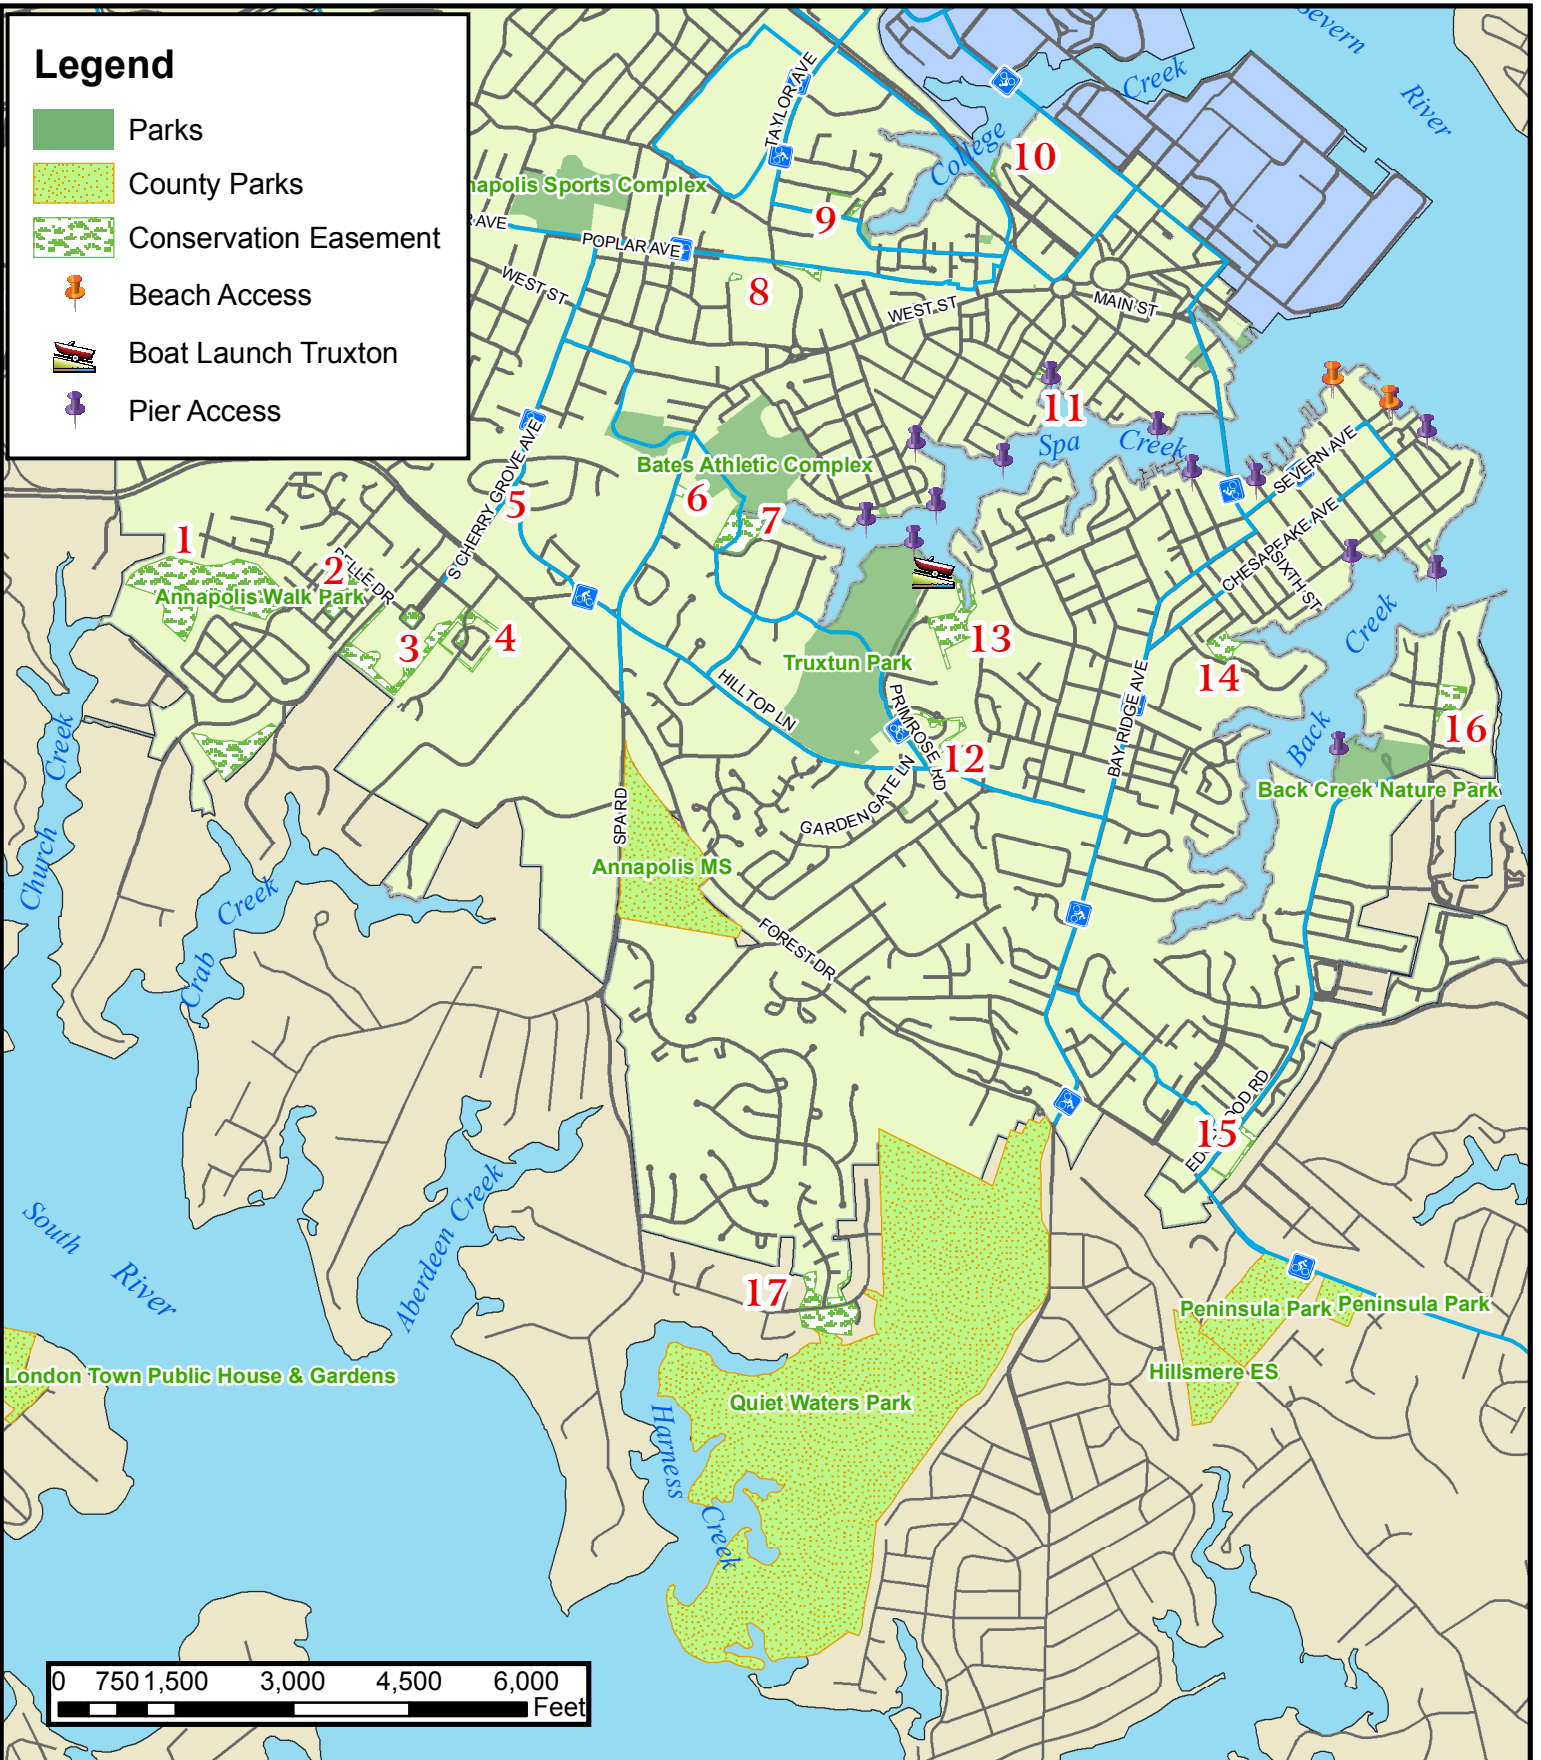 Legend
Parks
County Parks
Conservation Easement
Beach Access
Boat Launch Truxton
Pier Access
Severn
River
Creek
College
10
TAYLOR AVE
napolis Sports Complex
R AVE
POPLAR AVE
9
8
WEST ST
WEST ST
MAIN ST
11
Spa
Creek
SEVERN AVE
CHESAPEAKE AVE
SIXTH ST
S CHERRY GROVE AVE
5
Bates Athletic Complex
6
7
1
2
BELLE DR
Annapolis Walk Park
3
4
13
Truxtun Park
14
Creek
Back
16
Back Creek Nature Park
HILLTOP LN
PRIMROSE RD
12
GARDEN GATE LN
BAY RIDGE AVE
SPA RD
Annapolis MS
FOREST DR
Church
Creek
Crab
Creek
15
South
River
Aberdeen Creek
17
Peninsula Park
Peninsula Park
Hillsmere ES
London Town Public House & Gardens
Quiet Waters Park
Harness
Creek
0 750 1,500 3,000 4,500 6,000
Feet